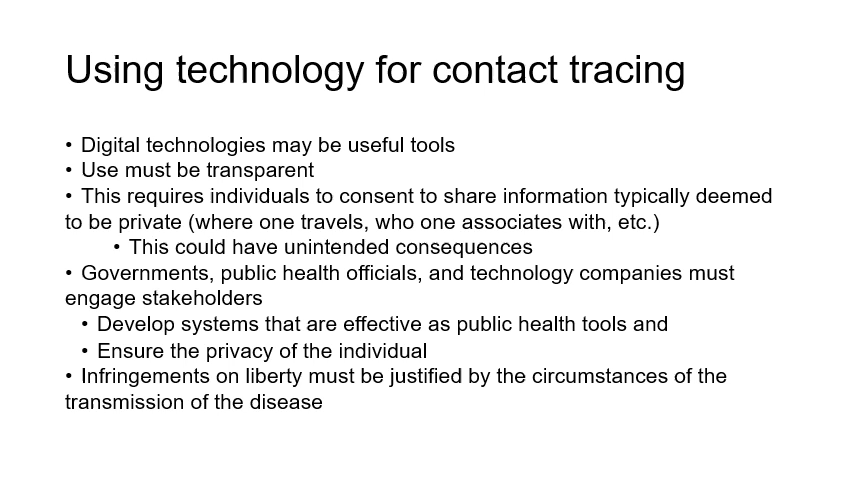 Using technology for contact tracing
• Digital technologies may be useful tools
• Use must be transparent
• This requires individuals to consent to share information typically deemed
to be private (where one travels, who one associates with, etc.)
• This could have unintended consequences
• Governments, public health officials, and technology companies must
engage stakeholders
• Develop systems that are effective as public health tools and
• Ensure the privacy of the individual
• Infringements on liberty must be justified by the circumstances of the
transmission of the disease